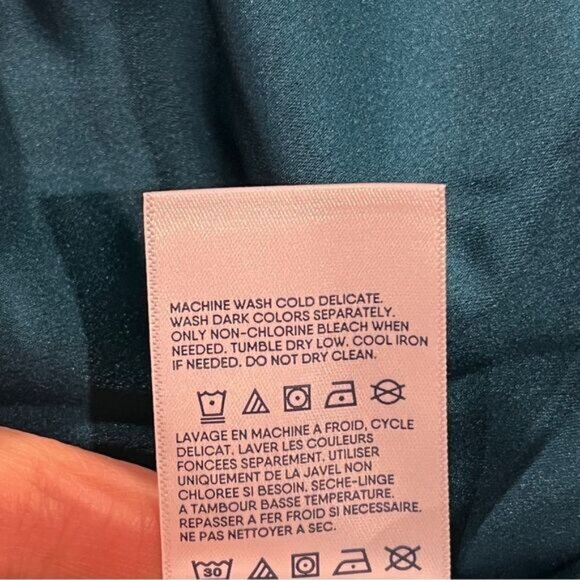 MACHINE WASH COLD DELICATE.
WASH DARK COLORS SEPARATELY.
ONLY NON-CHLORINE BLEACH WHEN
NEEDED. TUMBLE DRY LOW. COOL IRON
IF NEEDED. DO NOT DRY CLEAN.
LAVAGE EN MACHINE A FROID, CYCLE
DELICAT. LAVER LES COULEURS
FONCEES SEPAREMENT. UTILISER
UNIQUEMENT DE LA JAVEL NON
CHLOREE SI BESOIN. SECHE-LINGE
A TAMBOUR BASSE TEMPERATURE.
REPASSER A FER FROID SI NECESSAIRE.
NE PAS NETTOYER A SEC.
30